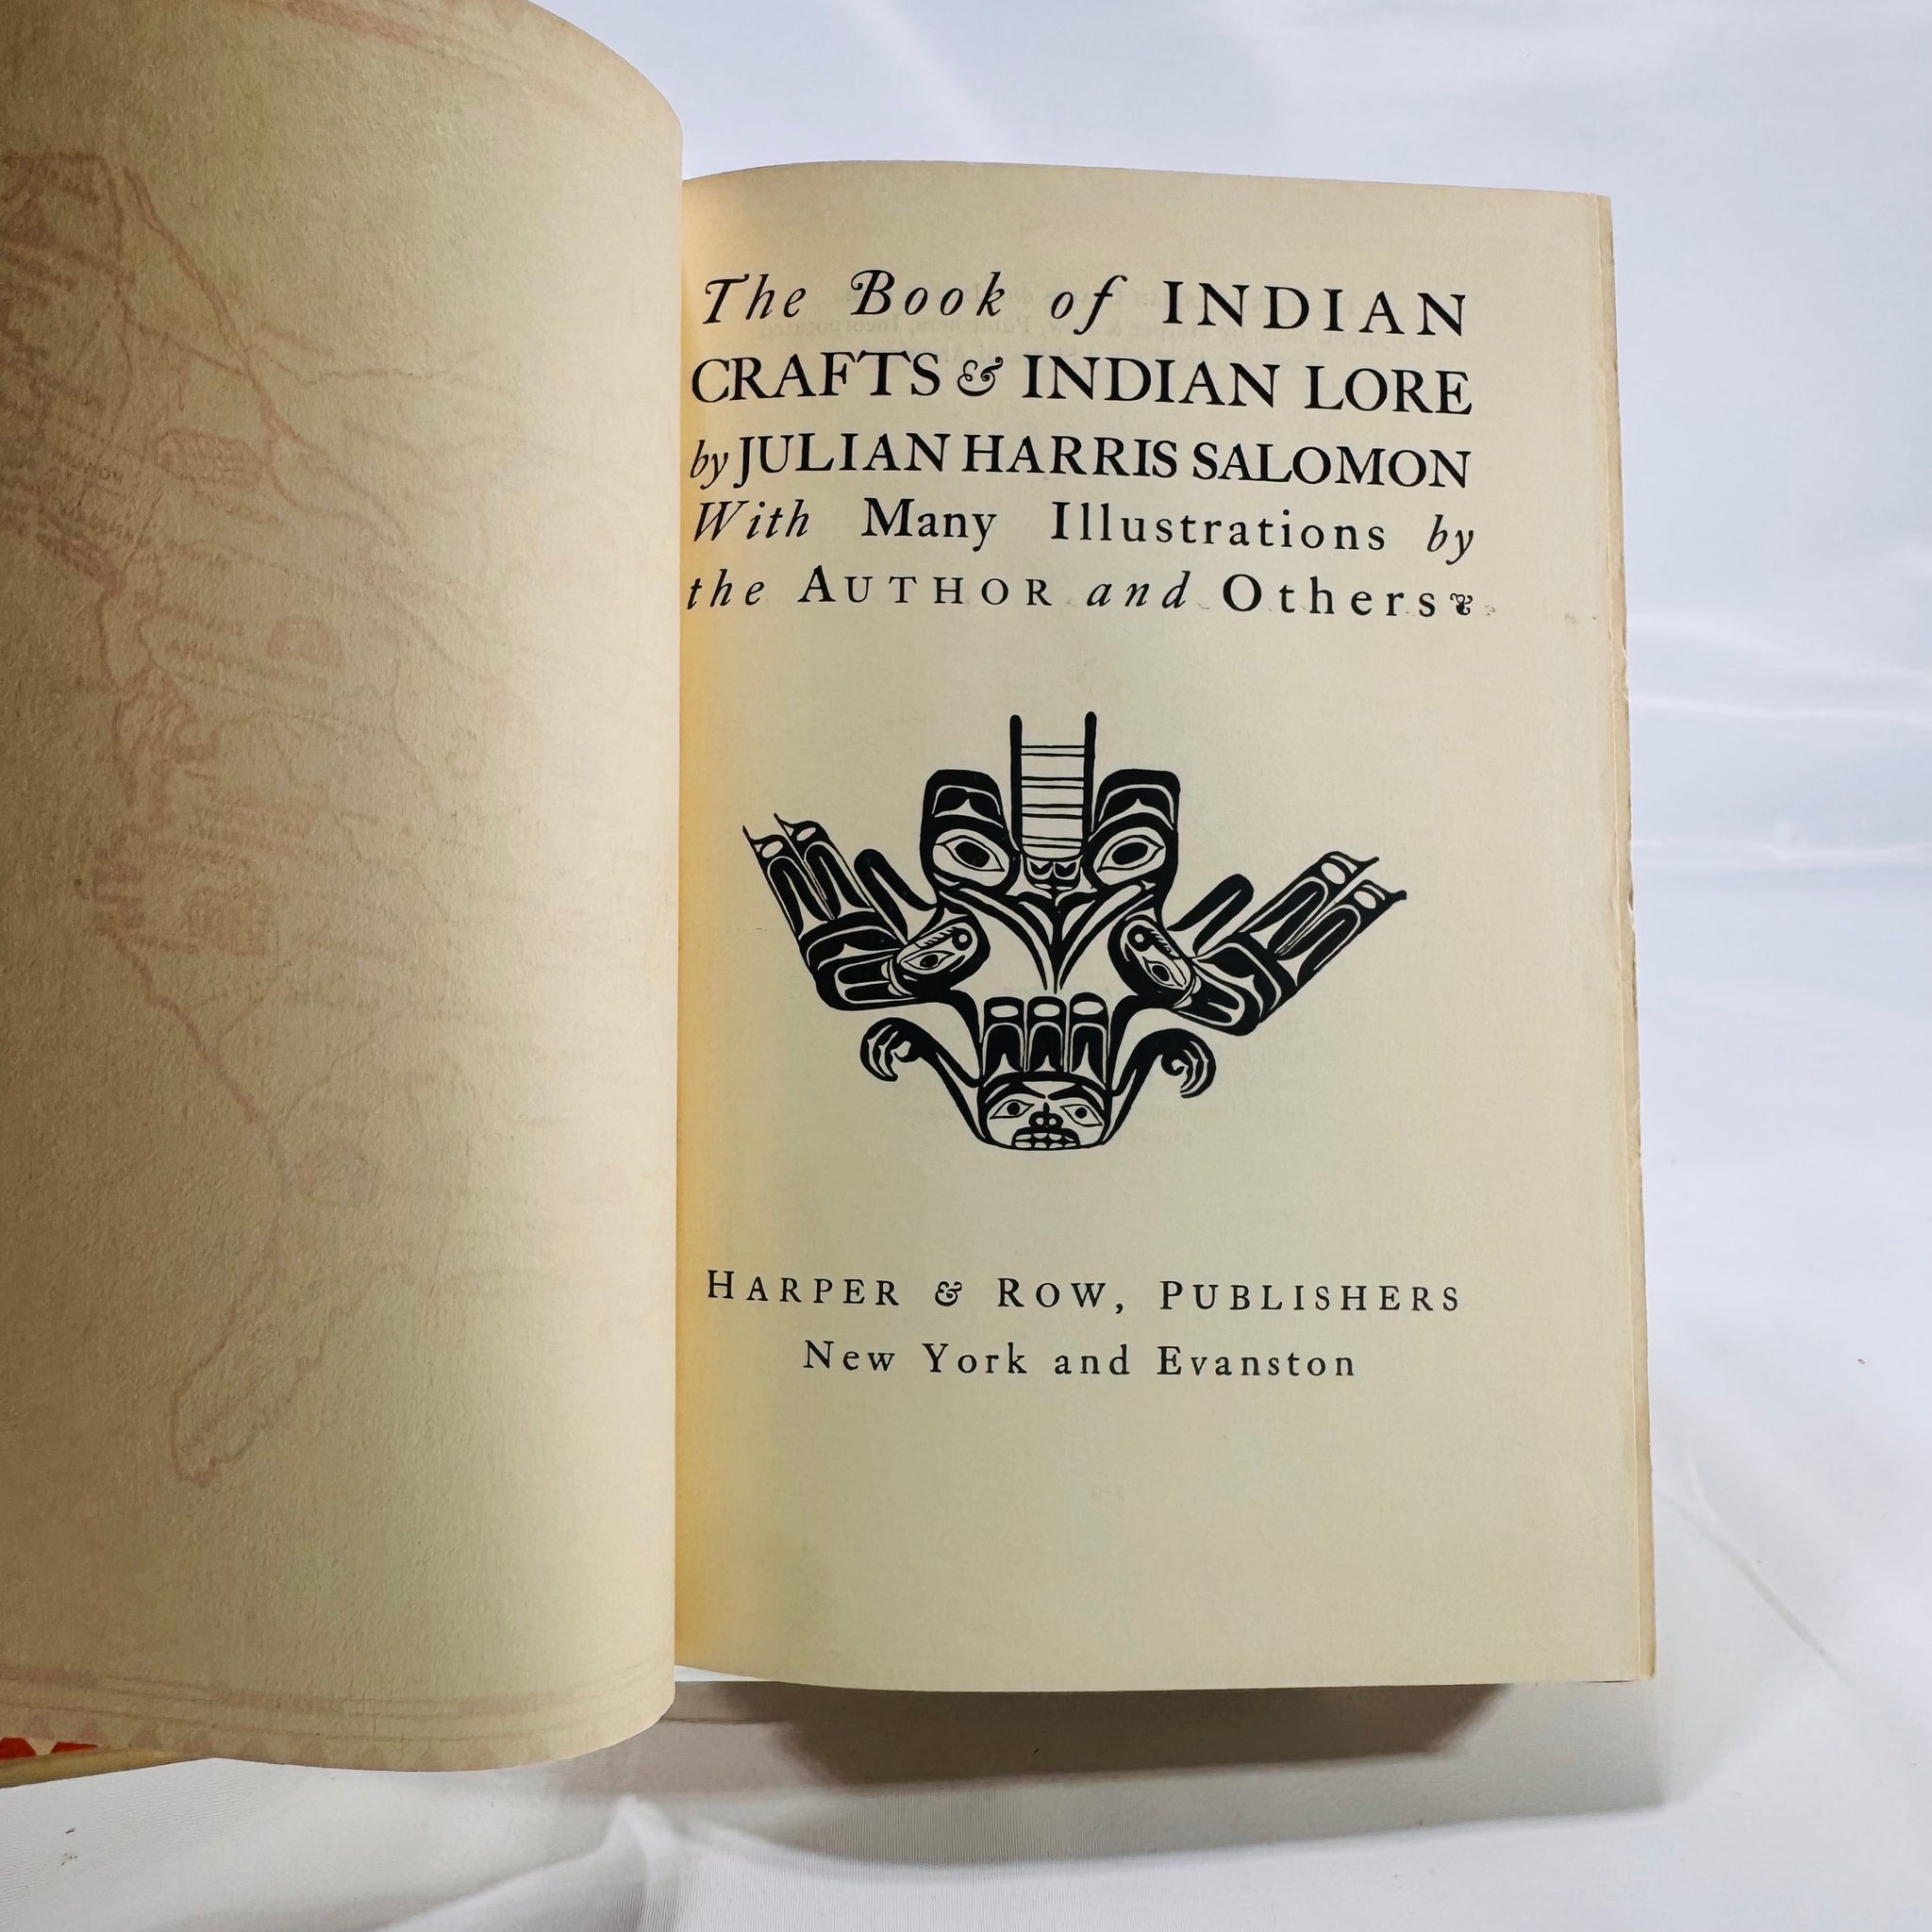 The Book of INDIAN
CRAFTS & INDIAN LORE
by JULIAN HARRIS SALOMON
With Many Illustrations by
the AUTHOR and Others
HARPER & ROW, PUBLISHERS
New York and Evanston